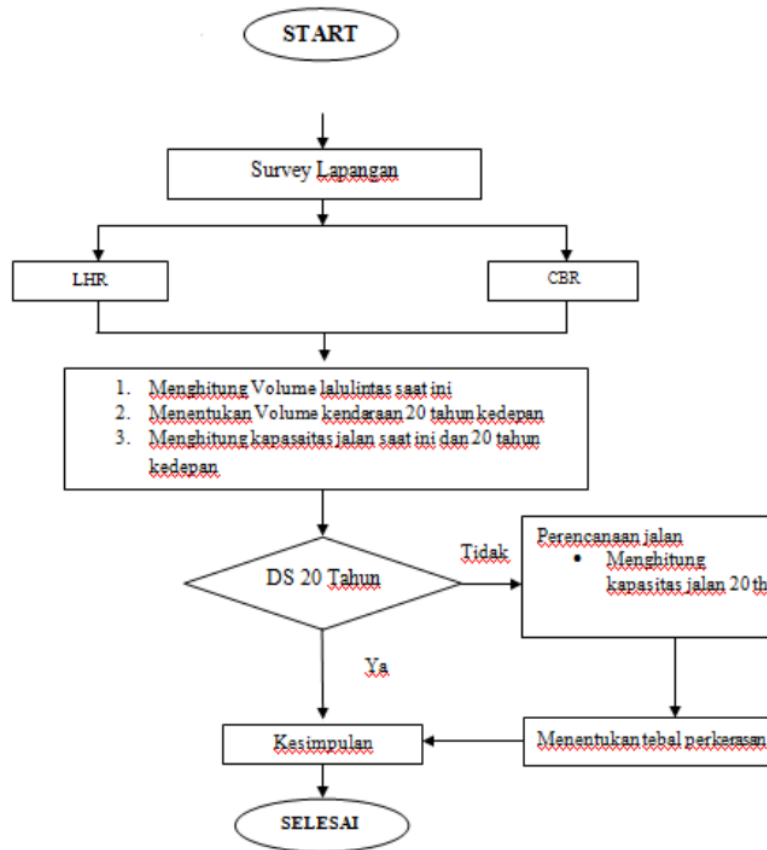 START
Survey Lapangan
LHR
CBR
1. Menghitung Volume lalulintas saat ini
2. Menentukan Volume kendaraan 20 tahun kedepan
3. Menghitung kapasaitas jalan saat ini dan 20 tahun
kedepan
DS 20 Tahun
Tidak
Perencanaan jalan
• Menghitung
kapasitas jalan 20 th
Ya
Kesimpulan
Menentukan tebal perkerasan
SELESAI